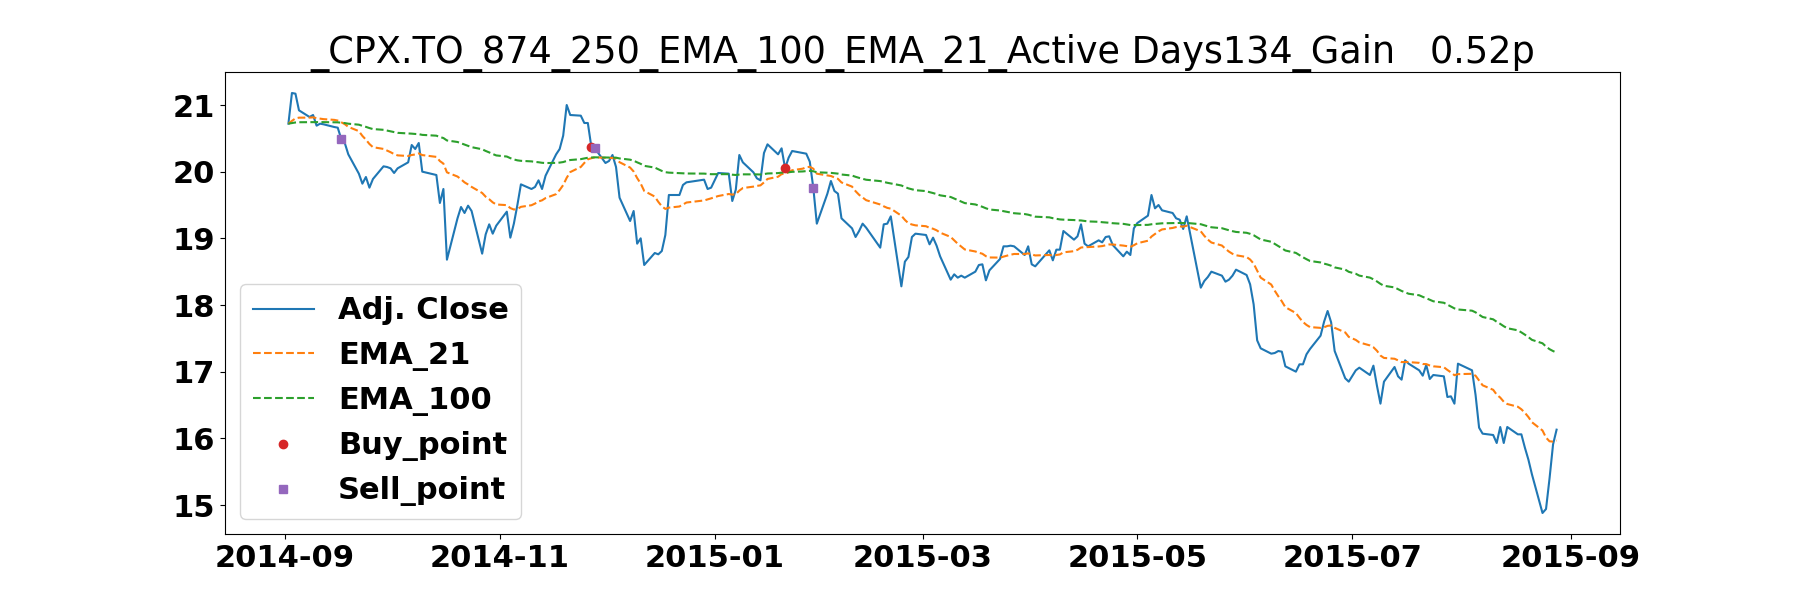 _CPX.TO_874_250_EMA_100_EMA_21_Active Days134_Gain   0.52p
21
20
19
18
17
16
15
Adj. Close
EMA_21
EMA_100
Buy_point
Sell_point
2014-09 2014-11 2015-01 2015-03 2015-05 2015-07 2015-09